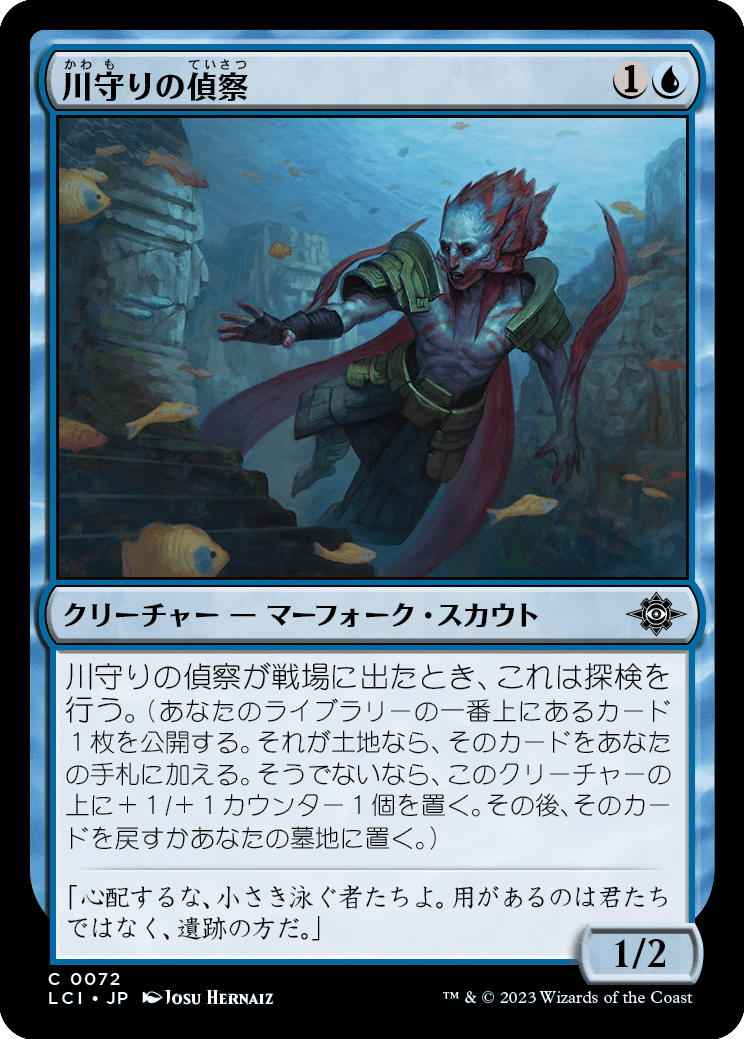 川守りの偵察
かわも ていさつ
1
クリーチャー — マーフォーク・スカウト
川守りの偵察が戦場に出たとき、これは探検を
行う。（あなたのライブラリーの一番上にあるカード
１枚を公開する。それが土地なら、そのカードをあなた
の手札に加える。そうでないなら、このクリーチャーの
上に＋１/＋１カウンター１個を置く。その後、そのカー
ドを戻すかあなたの墓地に置く。）
「心配するな、小さき泳ぐ者たちよ。用があるのは君たち
ではなく、遺跡の方だ。」
1/2
C 0072
LCI • JP Josu Hernaiz
™ & © 2023 Wizards of the Coast